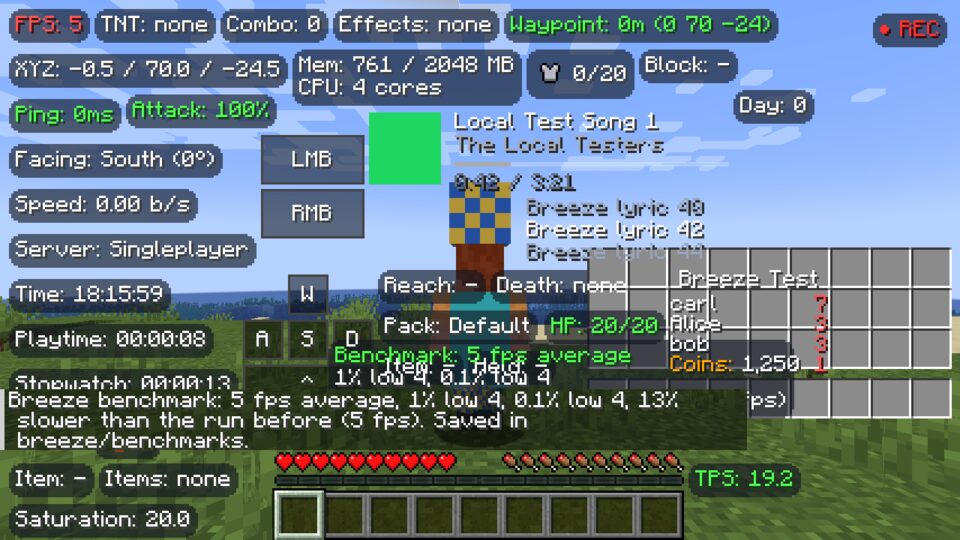 FPS: 5
TNT: none
Combo: 0
Effects: none
Waypoint: 0m (0 70 -24)
REC
XYZ: -0.5 / 70.0 / -24.5
Mem: 761 / 2048 MB
CPU: 4 cores
0/20
Block: -
Day: 0
Ping: 0ms
Attack: 100%
Local Test Song 1
The Local Testers
0:42 / 3:21
Facing: South (0°)
LMB
RMB
Speed: 0.00 b/s
Breeze lyric 40
Breeze lyric 42
Breeze lyric 44
Server: Singleplayer
Reach: -
Death: none
Breeze Test
carl 7
Alice 3
bob 3
Coins: 1,250 1
Time: 18:15:59
W
Playtime: 00:00:08
A
S
D
Pack: Default
HP: 20/20
Benchmark: 5 fps average
1% low 4, 0.1% low 4
Stopwatch: 00:00:13
Breeze benchmark: 5 fps average, 1% low 4, 0.1% low 4, 13%
slower than the run before (5 fps). Saved in
breeze/benchmarks.
fps)
Item: -
Items: none
TPS: 19.2
Saturation: 20.0